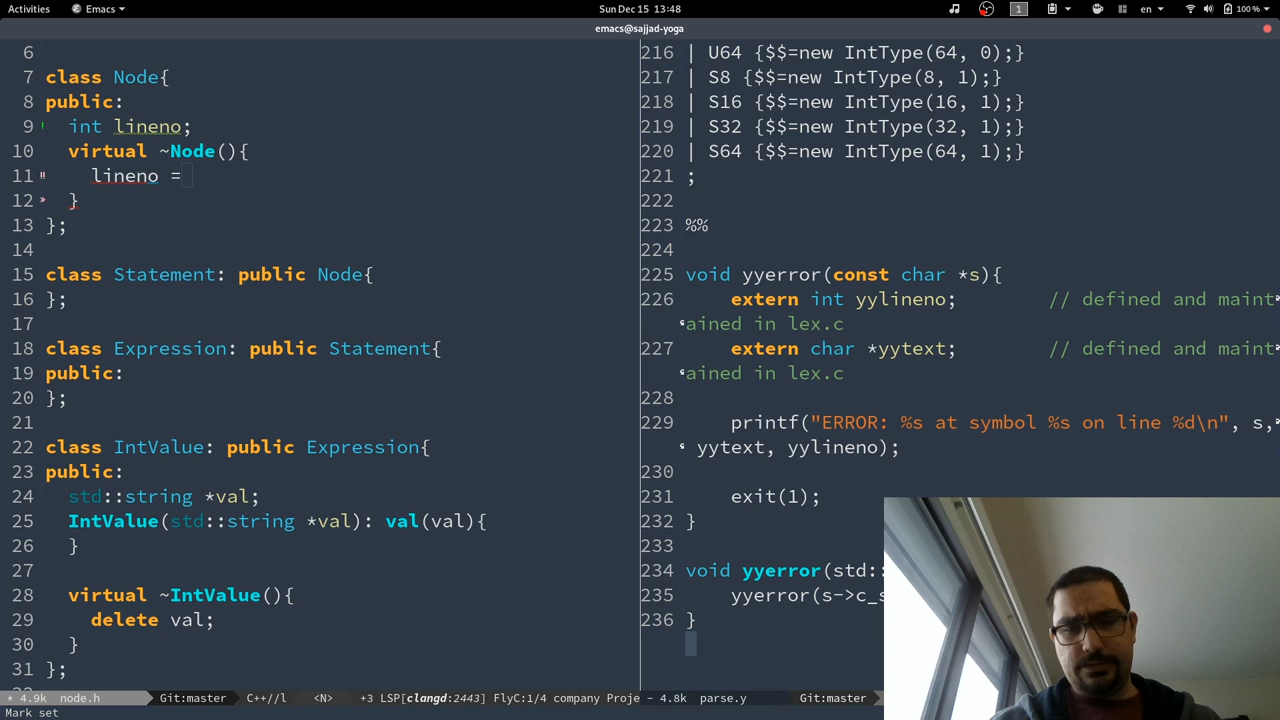 Activities Emacs Sun Dec 15 13:48 1 en 100 %
emacs@sajjad-yoga
6
7 class Node{
8 public:
9 int lineno;
10 virtual ~Node(){
11 lineno =
12 }
13 };
14
15 class Statement: public Node{
16 };
17
18 class Expression: public Statement{
19 public:
20 };
21
22 class IntValue: public Expression{
23 public:
24 std::string *val;
25 IntValue(std::string *val): val(val){
26 }
27
28 virtual ~IntValue(){
29 delete val;
30 }
31 };
216 | U64 {$$=new IntType(64, 0);}
217 | S8 {$$=new IntType(8, 1);}
218 | S16 {$$=new IntType(16, 1);}
219 | S32 {$$=new IntType(32, 1);}
220 | S64 {$$=new IntType(64, 1);}
221 ;
222
223 %%
224
225 void yyerror(const char *s){
226 extern int yylineno; // defined and maint
ained in lex.c
227 extern char *yytext; // defined and maint
ained in lex.c
228
229 printf("ERROR: %s at symbol %s on line %d\n", s,
yytext, yylineno);
230
231 exit(1);
232 }
233
234 void yyerror(std::
235 yyerror(s->c_s
236 }
* 4.9k node.h Git:master C++//l <N> +3 LSP[clangd:2443] FlyC:1/4 company Proje – 4.8k parse.y Git:master
Mark set